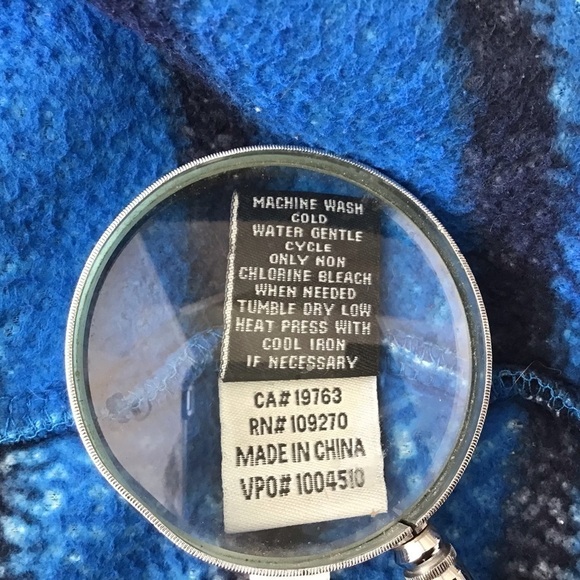 MACHINE WASH
COLD
WATER GENTLE
CYCLE
ONLY NON
CHLORINE BLEACH
WHEN NEEDED
TUMBLE DRY LOW
HEAT PRESS WITH
COOL IRON
IF NECESSARY
CA# 19763
RN# 109270
MADE IN CHINA
VPO# 1004510